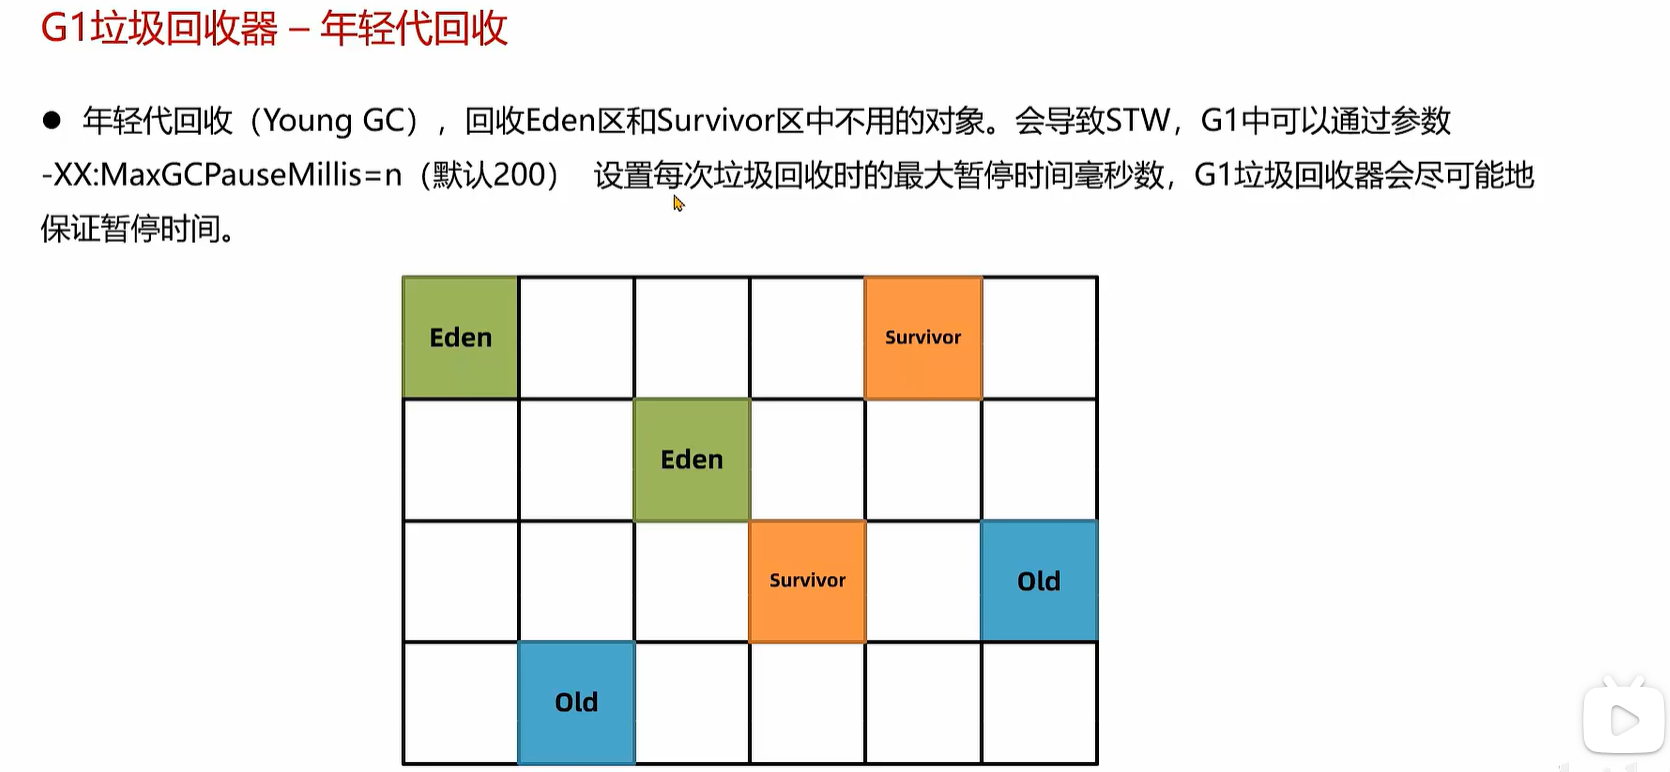 G1垃圾回收器 – 年轻代回收
● 年轻代回收（Young GC），回收Eden区和Survivor区中不用的对象。会导致STW，G1中可以通过参数
-XX:MaxGCPauseMillis=n（默认200） 设置每次垃圾回收时的最大暂停时间毫秒数，G1垃圾回收器会尽可能地
保证暂停时间。
Eden
Survivor
Eden
Survivor
Old
Old